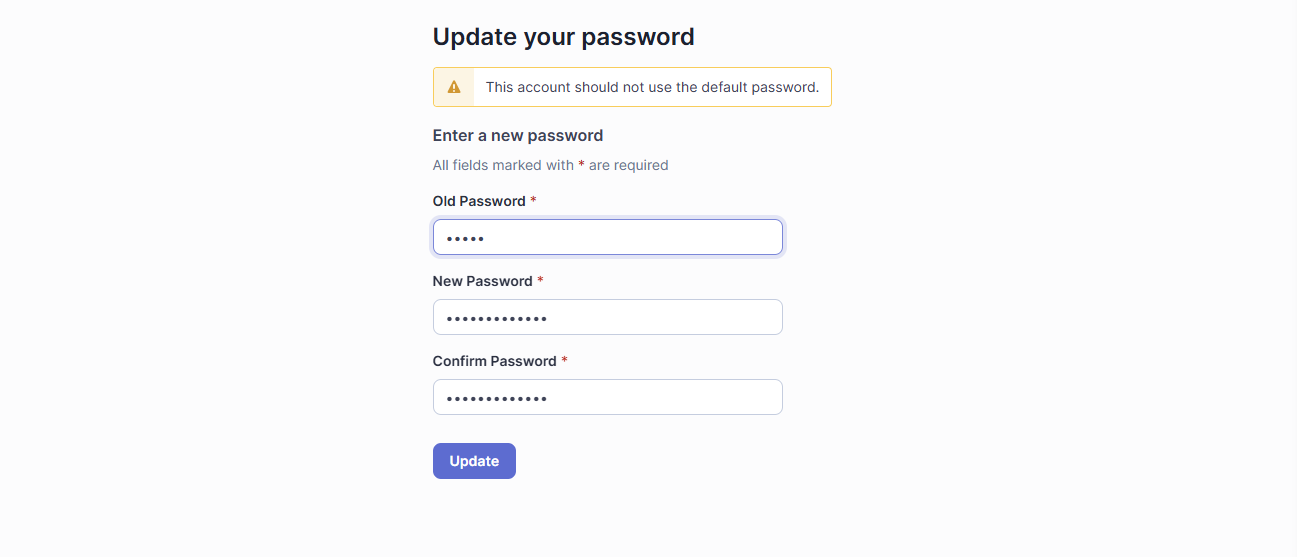 Update your password
This account should not use the default password.
Enter a new password
All fields marked with * are required
Old Password *
•••••
New Password *
•••••••••••••
Confirm Password *
•••••••••••••
Update